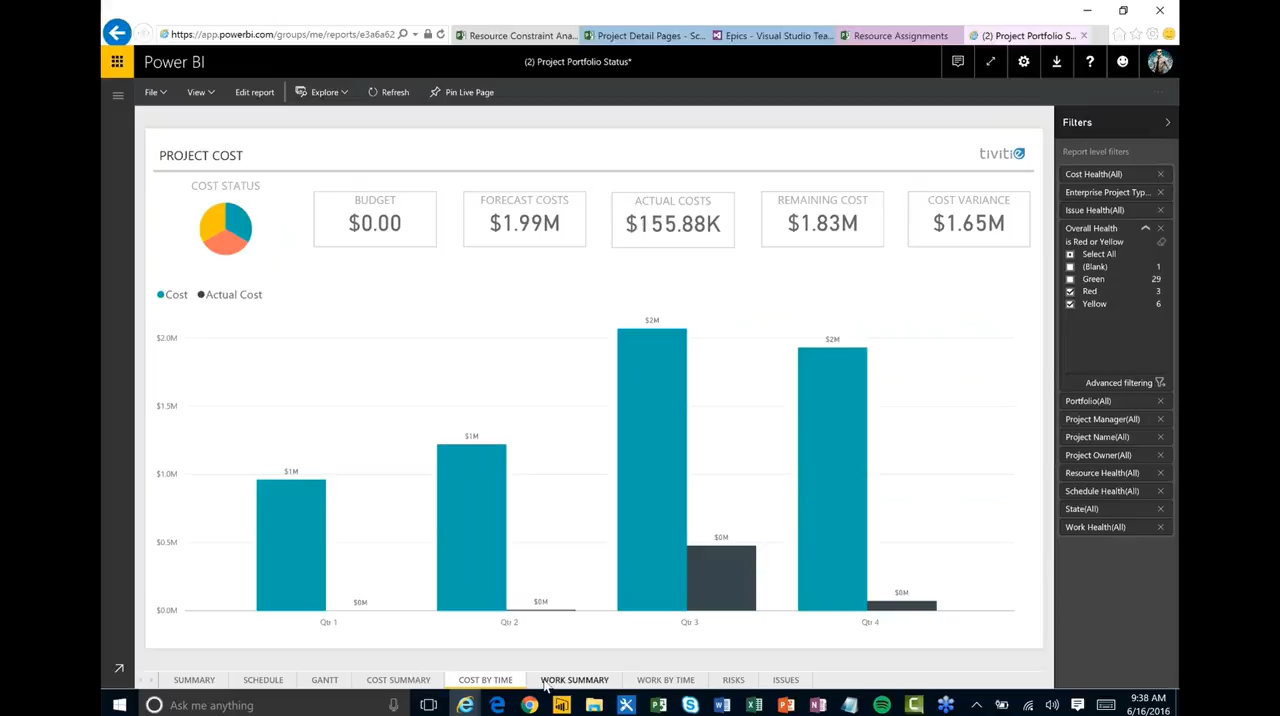 https://app.powerbi.com/groups/me/reports/e3a6a62
Resource Constraint Ana...
Project Detail Pages - Sc...
Epics - Visual Studio Tea...
Resource Assignments
(2) Project Portfolio S...
Power BI
(2) Project Portfolio Status*
File
View
Edit report
Explore
Refresh
Pin Live Page
PROJECT COST
tiviti
COST STATUS
BUDGET
$0.00
FORECAST COSTS
$1.99M
ACTUAL COSTS
$155.88K
REMAINING COST
$1.83M
COST VARIANCE
$1.65M
Cost
Actual Cost
$2.0M
$1.5M
$1.0M
$0.5M
$0.0M
$1M
$0M
$1M
$0M
$2M
$0M
$2M
$0M
Qtr 1
Qtr 2
Qtr 3
Qtr 4
Filters
Report level filters
Cost Health(All)
Enterprise Project Typ...
Issue Health(All)
Overall Health
is Red or Yellow
Select All
(Blank) 1
Green 29
Red 3
Yellow 6
Advanced filtering
Portfolio(All)
Project Manager(All)
Project Name(All)
Project Owner(All)
Resource Health(All)
Schedule Health(All)
State(All)
Work Health(All)
SUMMARY
SCHEDULE
GANTT
COST SUMMARY
COST BY TIME
WORK SUMMARY
WORK BY TIME
RISKS
ISSUES
Ask me anything
9:38 AM
6/16/2016